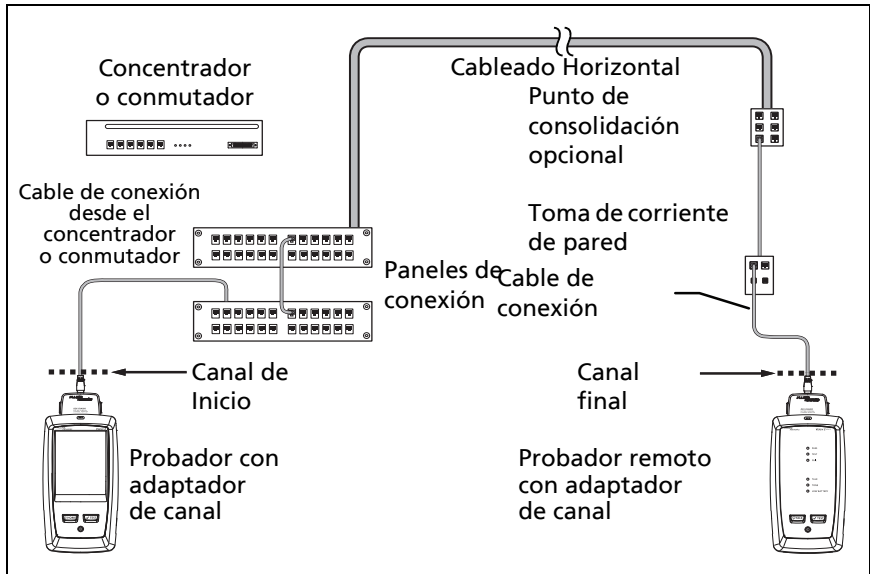 Concentrador
o conmutador
Cableado Horizontal
Punto de
consolidación
opcional
Cable de conexión
desde el
concentrador
o conmutador
Toma de corriente
de pared
Paneles de
conexión
Cable de
conexión
Canal de
Inicio
Canal
final
Probador con
adaptador
de canal
Probador remoto
con adaptador
de canal